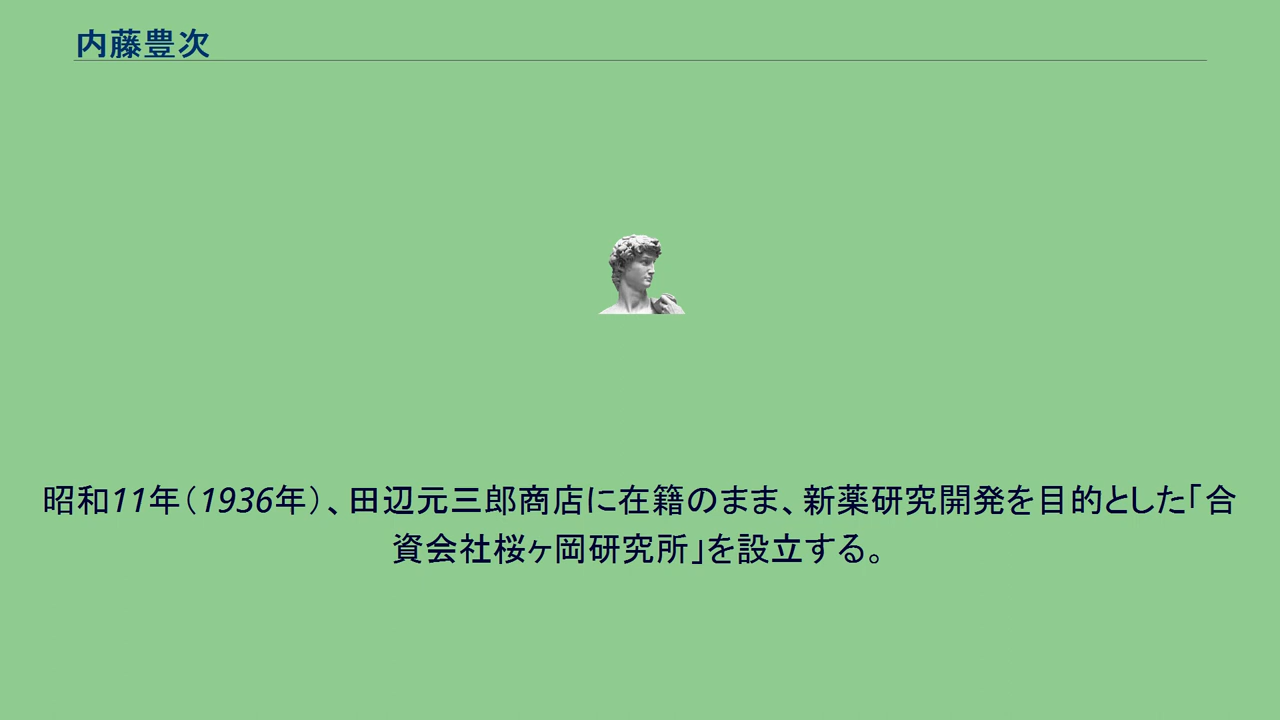 内藤豊次
昭和11年（1936年）、田辺元三郎商店に在籍のまま、新薬研究開発を目的とした「合
資会社桜ヶ岡研究所」を設立する。